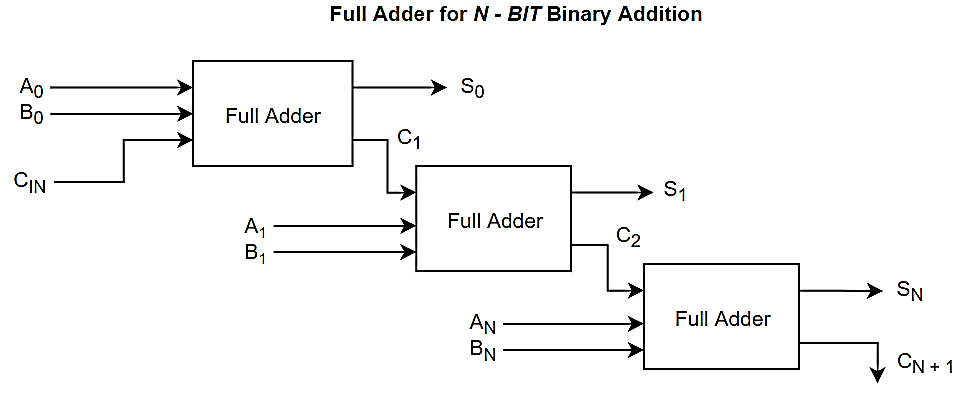 Full Adder for N - BIT Binary Addition
A0
B0
CIN
Full Adder
S0
C1
A1
B1
Full Adder
S1
C2
AN
BN
Full Adder
SN
CN + 1